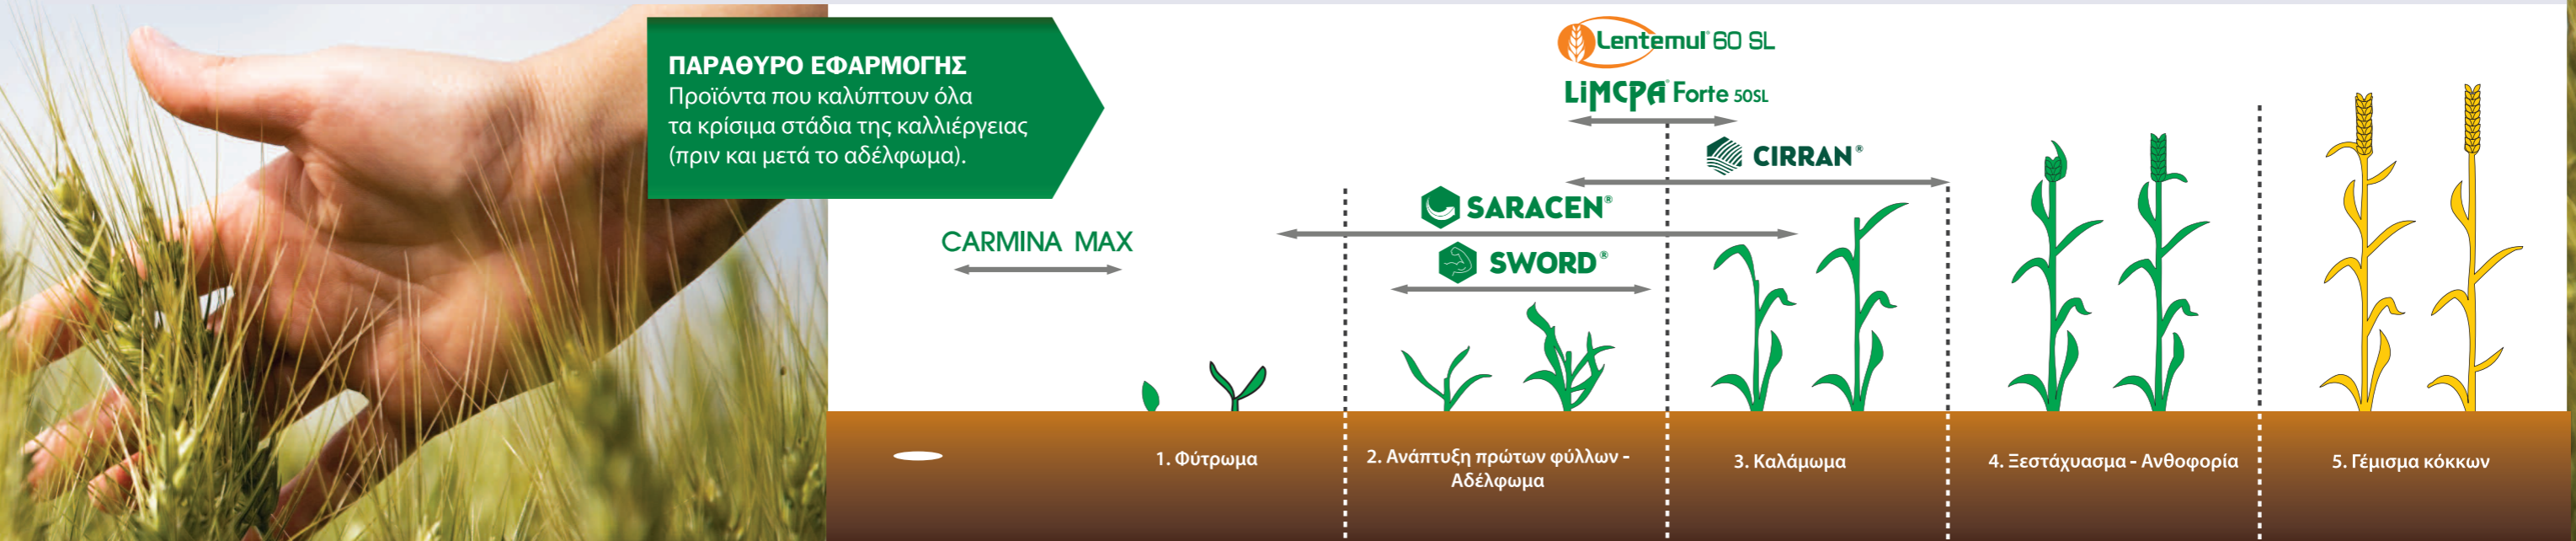 ΠΑΡΑΘΥΡΟ ΕΦΑΡΜΟΓΗΣ
Προϊόντα που καλύπτουν όλα
τα κρίσιμα στάδια της καλλιέργειας
(πριν και μετά το αδέλφωμα).
Lentemul® 60 SL
LiMCPA® Forte 50SL
CIRRAN®
SARACEN®
CARMINA MAX
SWORD®
1. Φύτρωμα
2. Ανάπτυξη πρώτων φύλλων -
Αδέλφωμα
3. Καλάμωμα
4. Ξεστάχυασμα - Ανθοφορία
5. Γέμισμα κόκκων